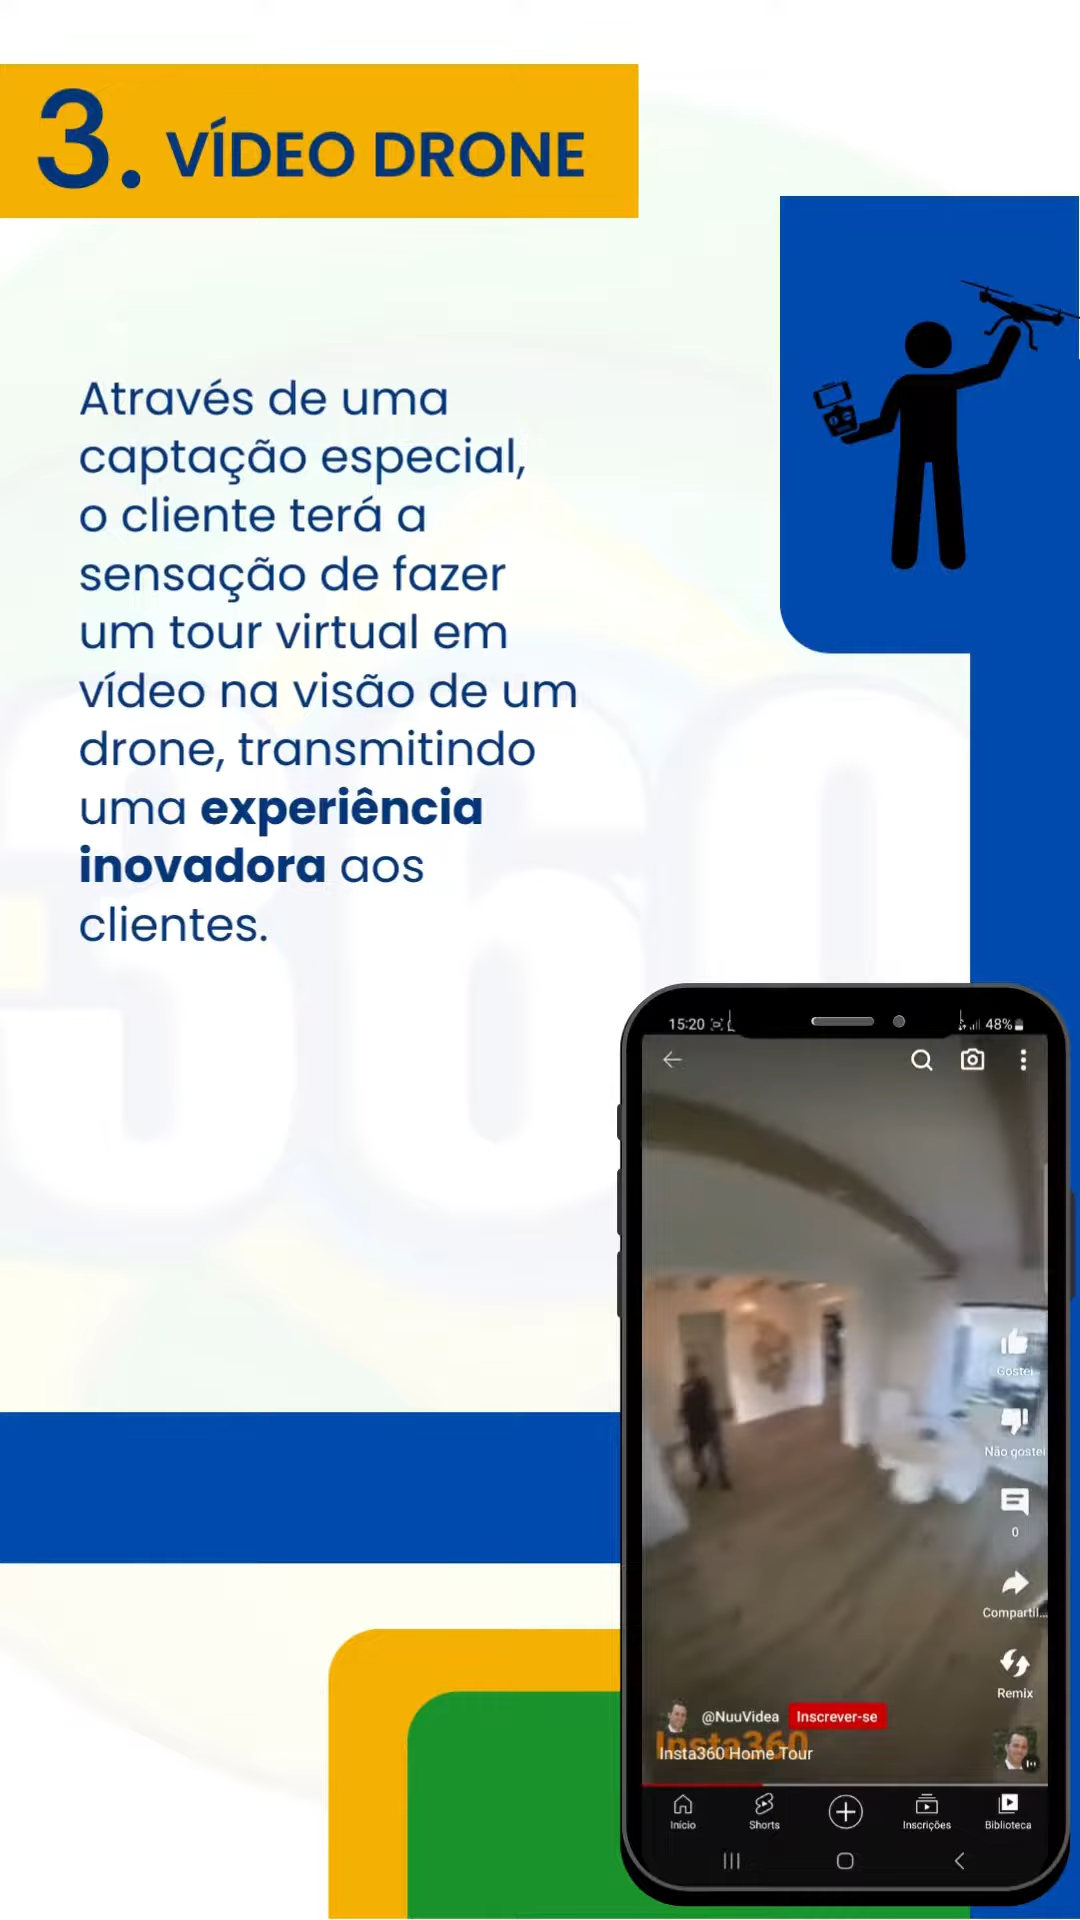 3. VÍDEO DRONE
Através de uma
captação especial,
o cliente terá a
sensação de fazer
um tour virtual em
vídeo na visão de um
drone, transmitindo
uma experiência
inovadora aos
clientes.
360
15:20
48%
Gostei
Não gostei
0
Compartil...
Remix
@NuuVidea Inscrever-se
Insta360
Insta360 Home Tour
Início Shorts Inscrições Biblioteca